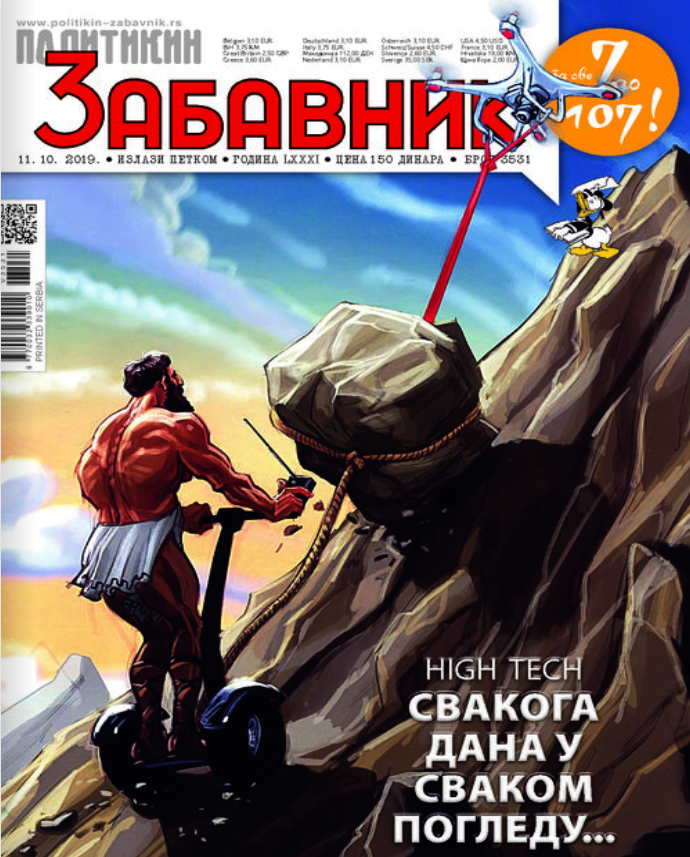 www.politikin-zabavnik.rs
ПОЛИТИКИН
Belgien 3,10 EUR
BiH 3,75 KM
Great Britain 2,50 GBP
Greece 3,60 EUR
Deutschland 3,10 EUR
Italy 3,75 EUR
Македонија 112,00 ДЕН
Nederland 3,10 EUR
Österreich 3,10 EUR
Schweiz/Suisse 4,50 CHF
Slovenija 2,60 EUR
Sverige 35,00 SEK
USA 4,50 USD
France 3,10 EUR
Hrvatska 19,00 KN
Црна Гора 2,00 EUR
ЗАБАВНИК
За све 7 до
107!
11. 10. 2019. • ИЗЛАЗИ ПЕТКОМ • ГОДИНА LXXXI • ЦЕНА 150 ДИНАРА • БРОЈ 3531
PRINTED IN SERBIA
HIGH TECH
СВАКОГА
ДАНА У
СВАКОМ
ПОГЛЕДУ...